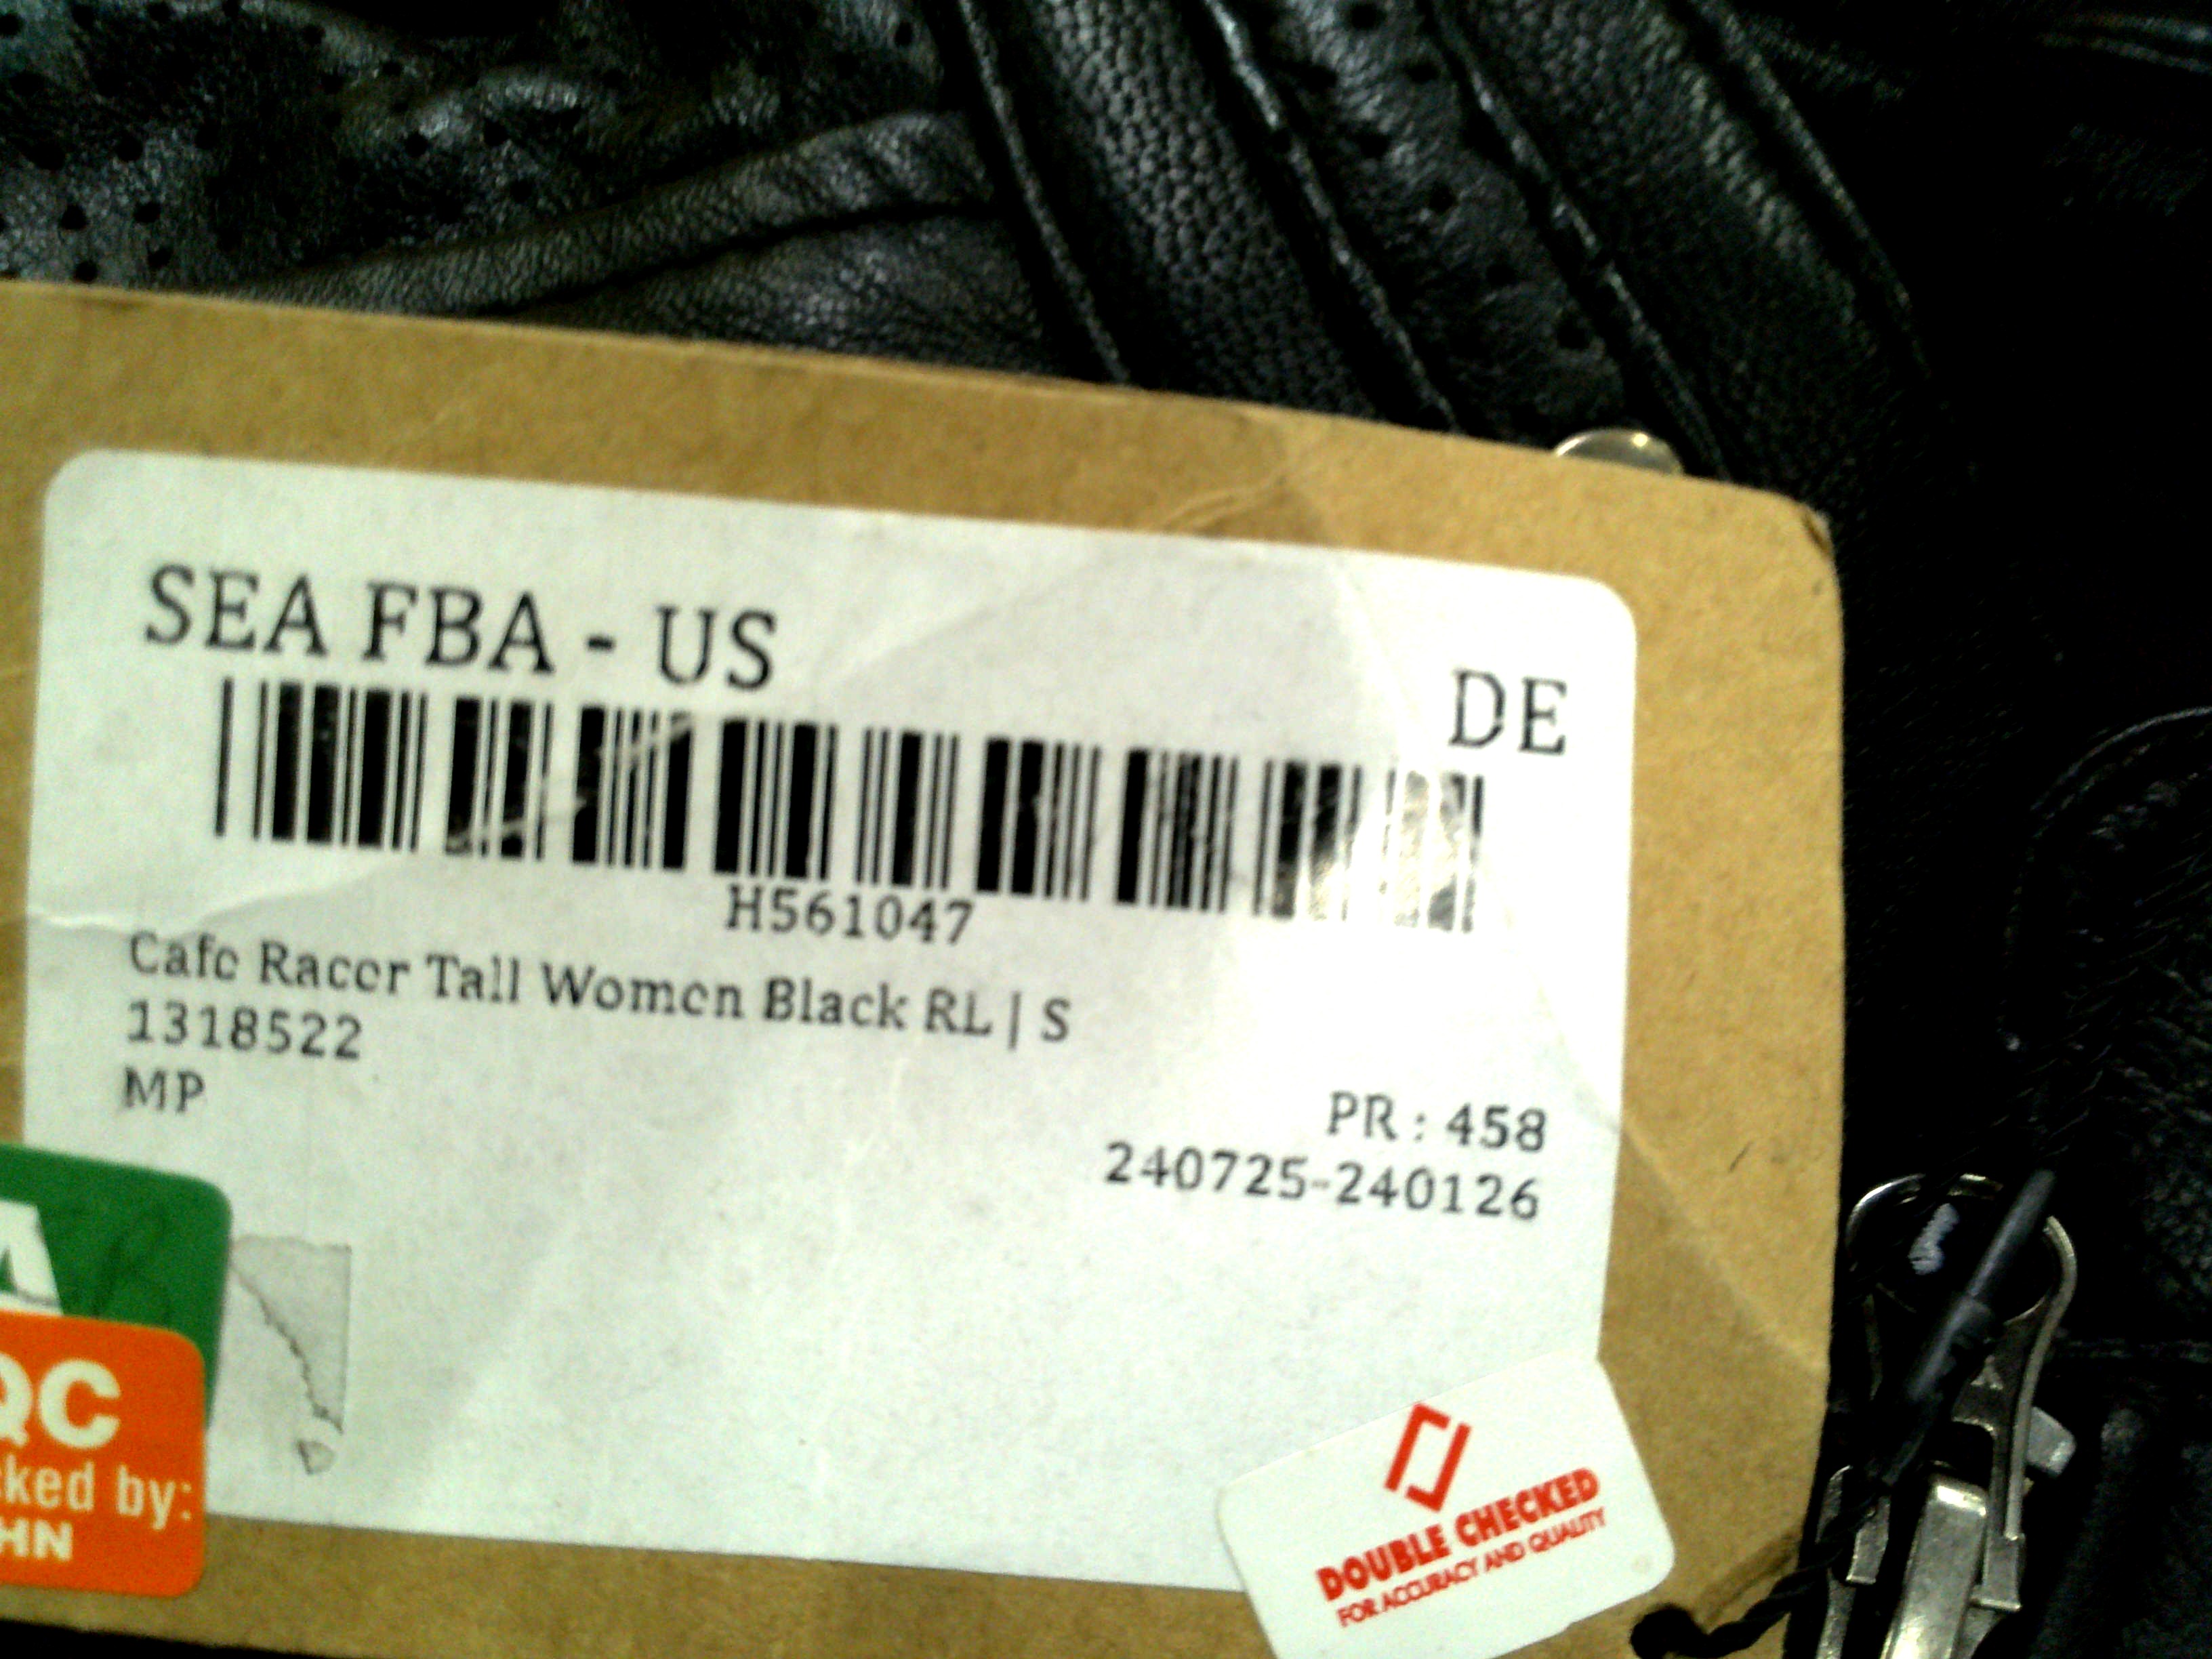 SEA FBA - US
DE
H561047
Cafe Racer Tall Women Black RL | S
1318522
MP
PR : 458
240725-240126
A
QC
cked by:
HN
DOUBLE CHECKED
FOR ACCURACY AND QUALITY